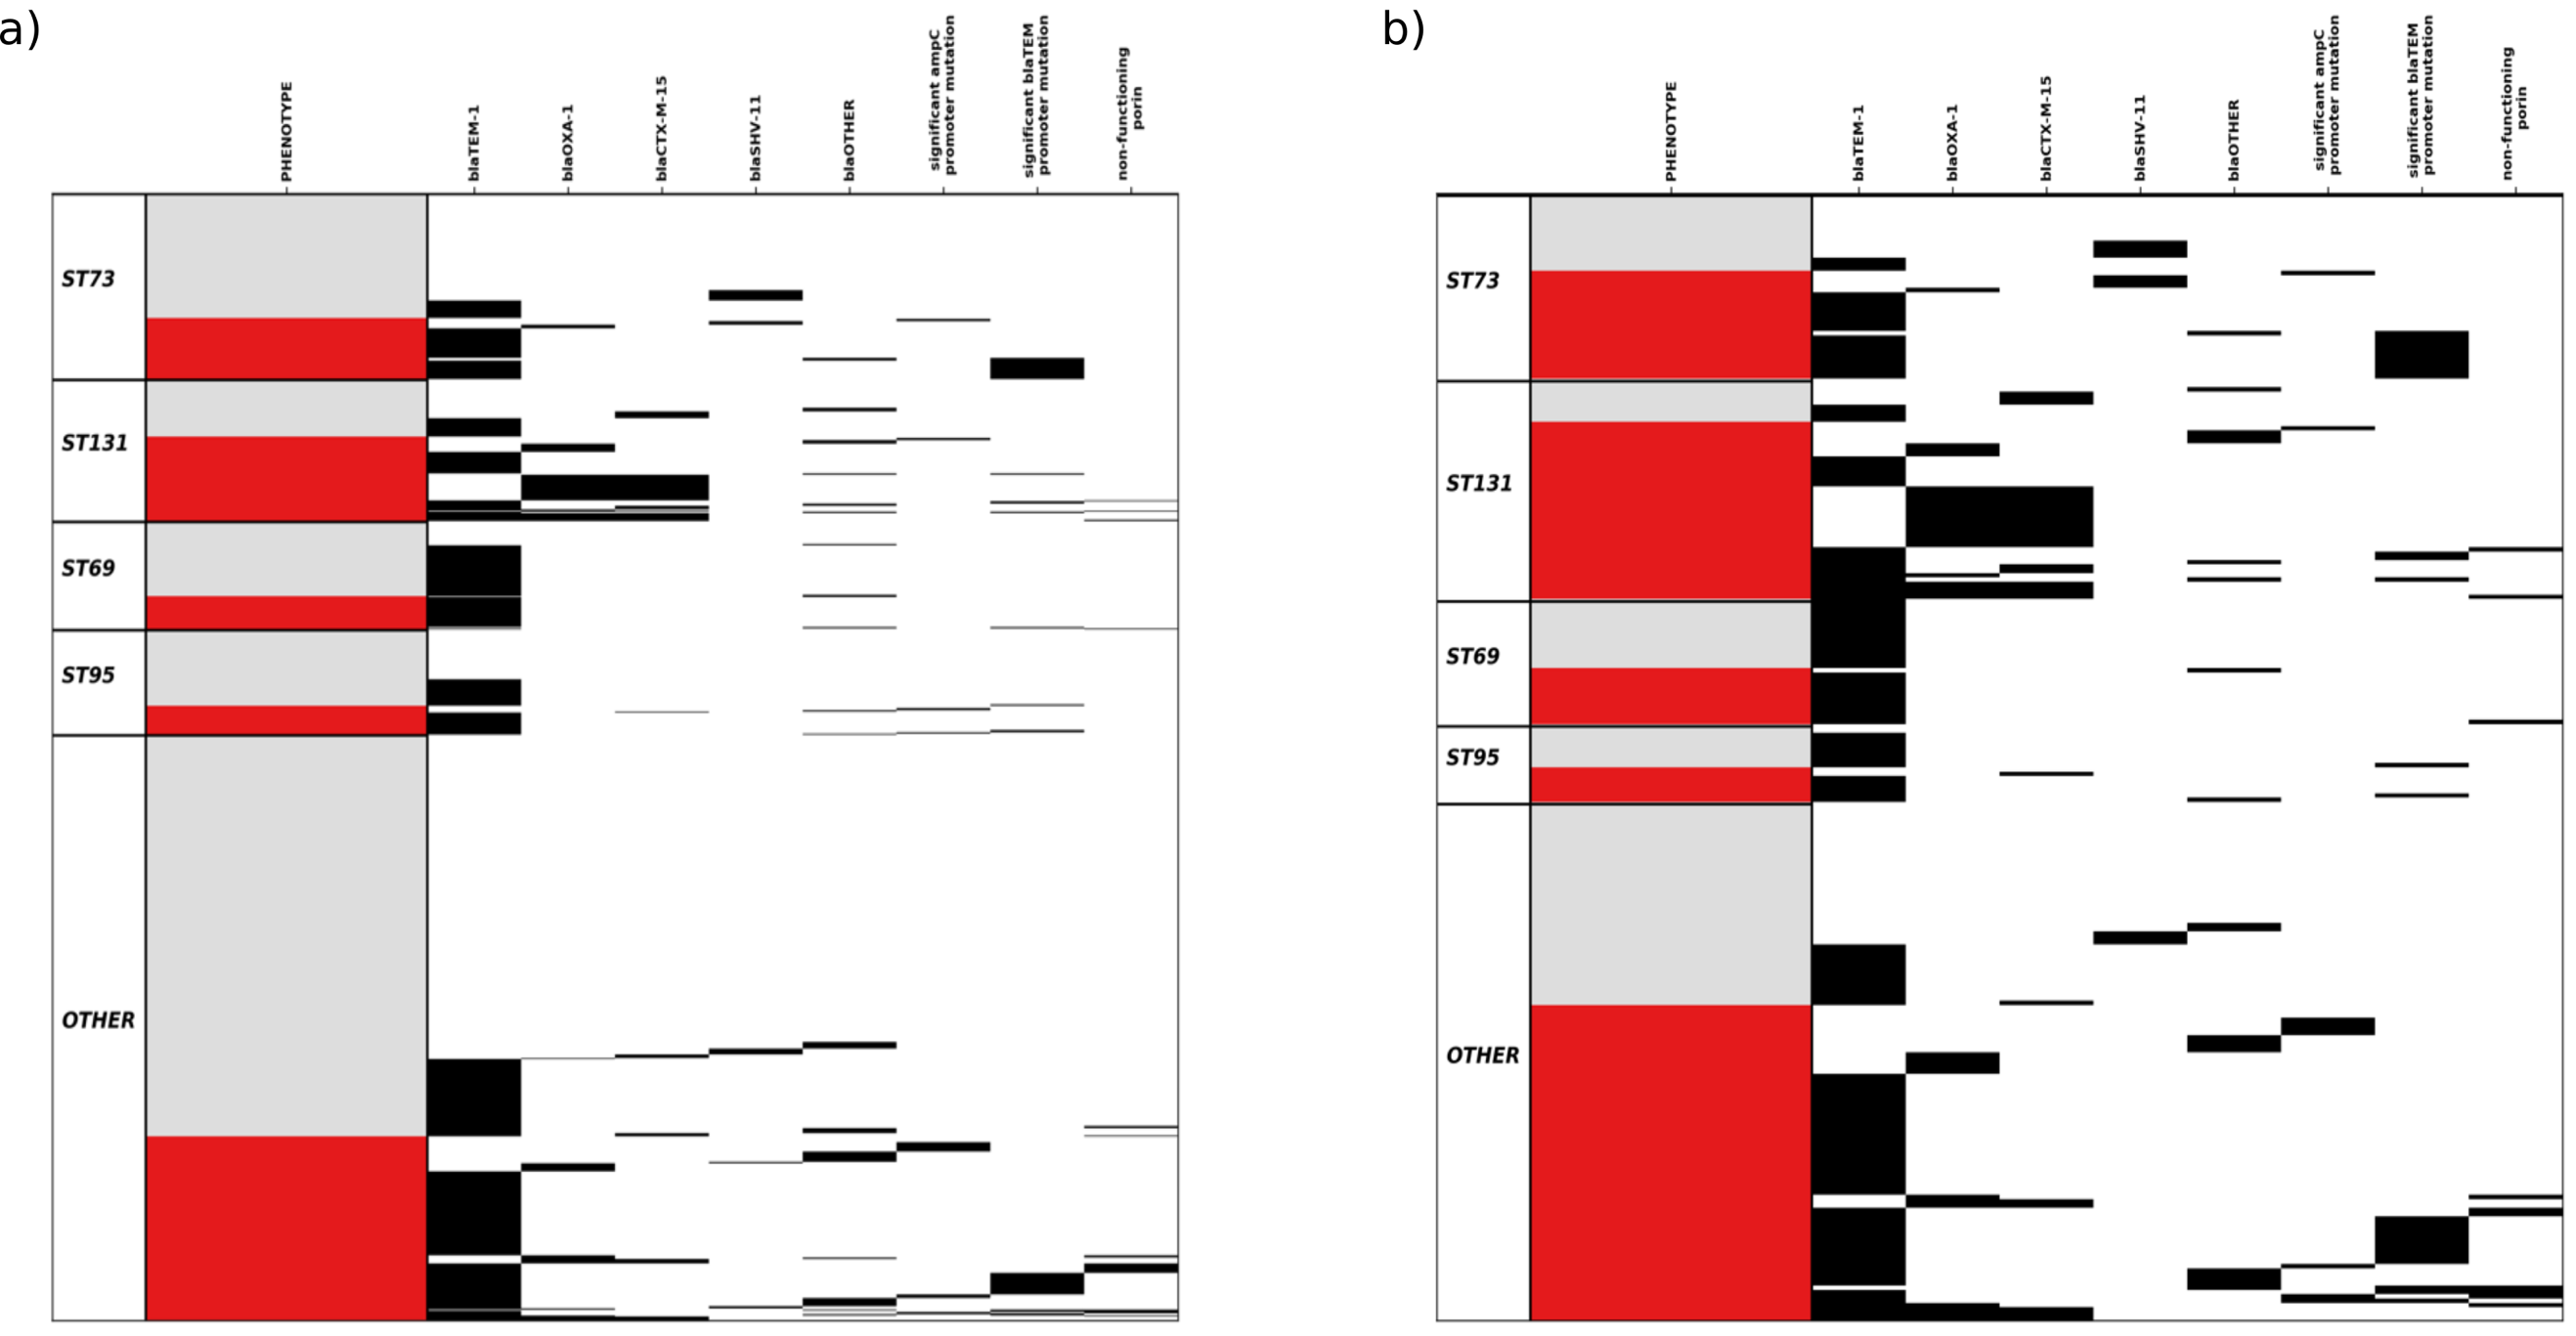 a)
PHENOTYPE
blaTEM-1
blaOXA-1
blaCTX-M-15
blaSHV-11
blaOTHER
significant ampC
promoter mutation
significant blaTEM
promoter mutation
non-functioning
porin
ST73
ST131
ST69
ST95
OTHER
b)
PHENOTYPE
blaTEM-1
blaOXA-1
blaCTX-M-15
blaSHV-11
blaOTHER
significant ampC
promoter mutation
significant blaTEM
promoter mutation
non-functioning
porin
ST73
ST131
ST69
ST95
OTHER